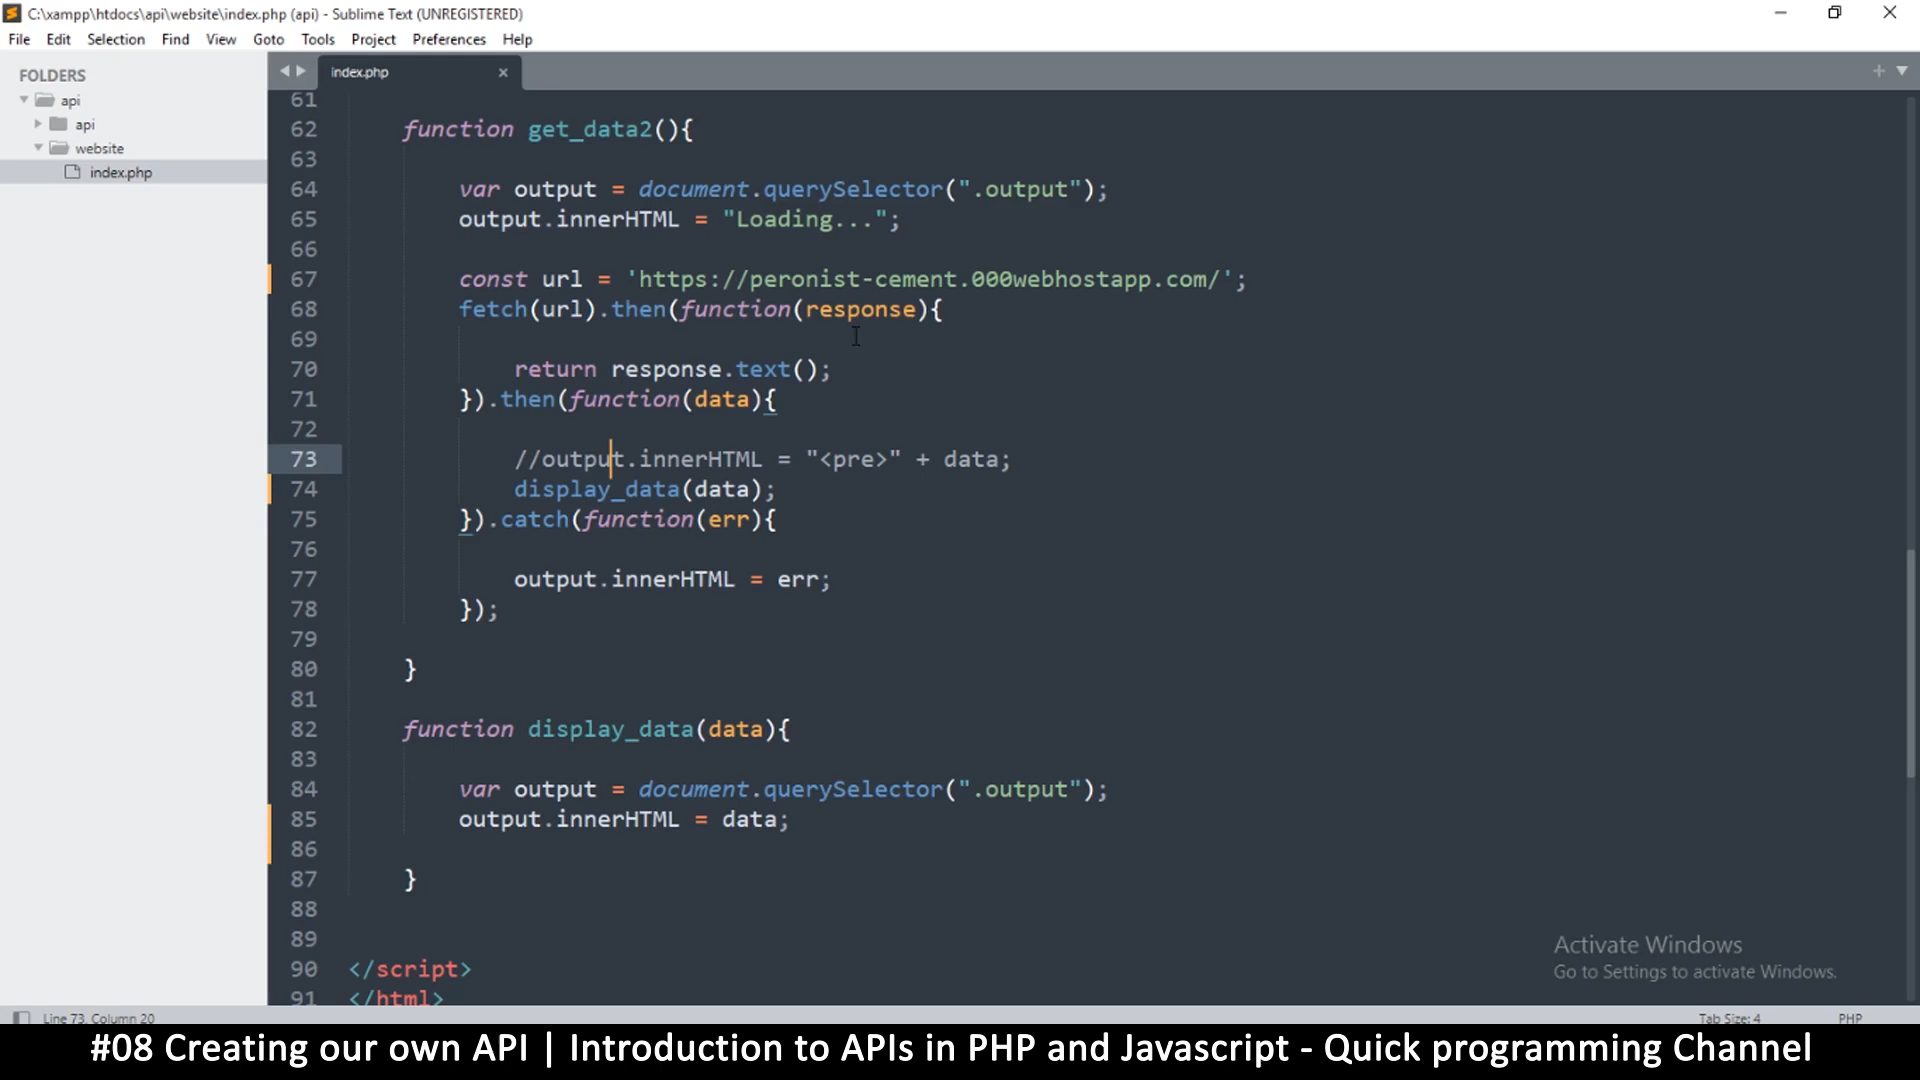 C:\xampp\htdocs\api\website\index.php (api) - Sublime Text (UNREGISTERED)
File Edit Selection Find View Goto Tools Project Preferences Help
FOLDERS
api
api
website
index.php
index.php
61
62 function get_data2(){
63
64 var output = document.querySelector(".output");
65 output.innerHTML = "Loading...";
66
67 const url = 'https://peronist-cement.000webhostapp.com/';
68 fetch(url).then(function(response){
69
70 return response.text();
71 }).then(function(data){
72
73 //output.innerHTML = "<pre>" + data;
74 display_data(data);
75 }).catch(function(err){
76
77 output.innerHTML = err;
78 });
79
80 }
81
82 function display_data(data){
83
84 var output = document.querySelector(".output");
85 output.innerHTML = data;
86
87 }
88
89
90 </script>
91 </html>
Activate Windows
Go to Settings to activate Windows.
Line 73, Column 20 Tab Size: 4 PHP
#08 Creating our own API | Introduction to APIs in PHP and Javascript - Quick programming Channel